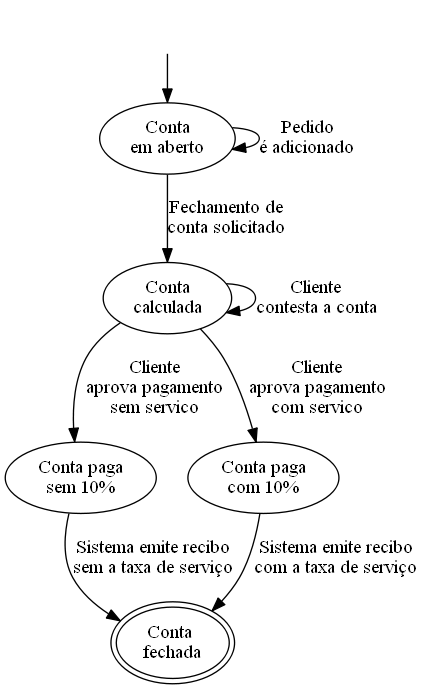 Conta
em aberto
Pedido
é adicionado
Fechamento de
conta solicitado
Conta
calculada
Cliente
contesta a conta
Cliente
aprova pagamento
sem servico
Cliente
aprova pagamento
com servico
Conta paga
sem 10%
Conta paga
com 10%
Sistema emite recibo
sem a taxa de serviço
Sistema emite recibo
com a taxa de serviço
Conta
fechada